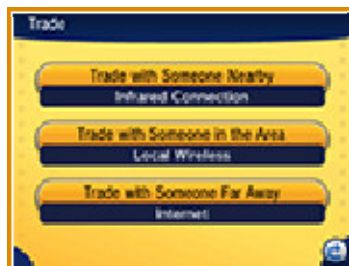 Trade
Trade with Someone Nearby
Infrared Connection
Trade with Someone in the Area
Local Wireless
Trade with Someone Far Away
Internet